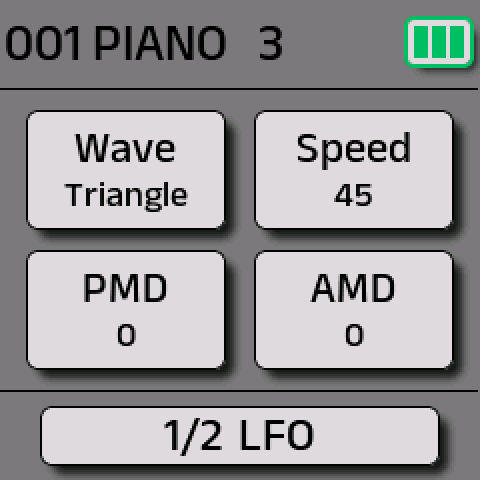 001 PIANO 3
Wave
Triangle
Speed
45
PMD
0
AMD
0
1/2 LFO